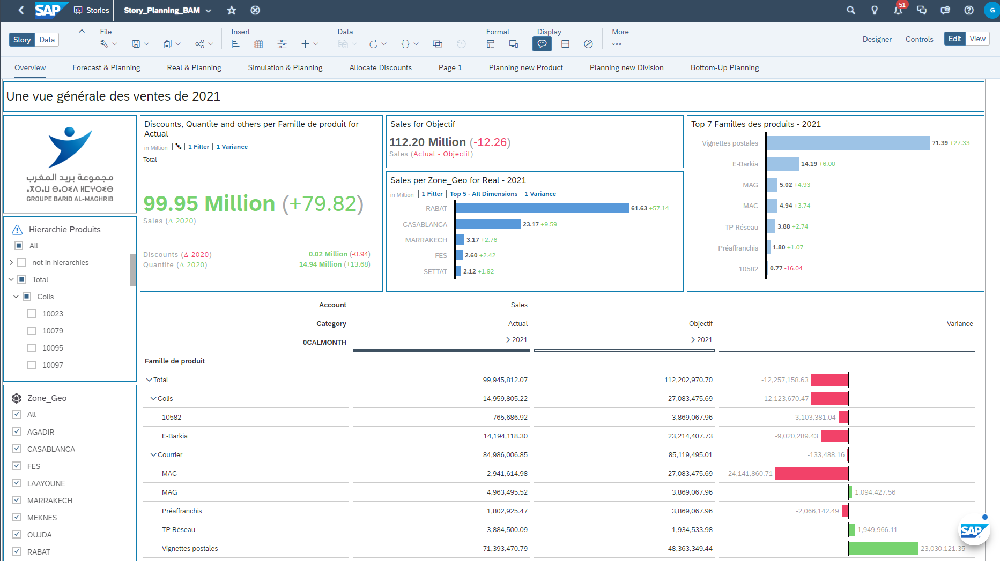 SAP Stories Story_Planning_BAM 51 G
Story Data File Insert Data Format Display More Designer Controls Edit View
Overview Forecast & Planning Real & Planning Simulation & Planning Allocate Discounts Page 1 Planning new Product Planning new Division Bottom-Up Planning
Une vue générale des ventes de 2021
مجموعة بريد المغرب
GROUPE BARID AL-MAGHRIB
Hierarchie Produits
All
not in hierarchies
Total
Colis
10023
10079
10095
10097
Zone_Geo
All
AGADIR
CASABLANCA
FES
LAAYOUNE
MARRAKECH
MEKNES
OUJDA
RABAT
Discounts, Quantite and others per Famille de produit for
Actual
in Million 1 Filter 1 Variance
Total
99.95 Million (+79.82)
Sales (Δ 2020)
Discounts (Δ 2020) 0.02 Million (-0.94)
Quantite (Δ 2020) 14.94 Million (+13.68)
Sales for Objectif
112.20 Million (-12.26)
Sales (Actual - Objectif)
Sales per Zone_Geo for Real - 2021
in Million 1 Filter Top 5 - All Dimensions 1 Variance
RABAT 61.63 +57.14
CASABLANCA 23.17 +9.59
MARRAKECH 3.17 +2.76
FES 2.60 +2.42
SETTAT 2.12 +1.92
Top 7 Familles des produits - 2021
Vignettes postales 71.39 +27.33
E-Barkia 14.19 +6.00
MAG 5.02 +4.93
MAC 4.94 +3.74
TP Réseau 3.88 +2.74
Préaffranchis 1.80 +1.07
10582 0.77 -16.04
Account Sales
Category Actual Objectif Variance
0CALMONTH 2021 2021
Famille de produit
Total 99,945,812.07 112,202,970.70 -12,257,158.63
Colis 14,959,805.22 27,083,475.69 -12,123,670.47
10582 765,686.92 3,869,067.96 -3,103,381.04
E-Barkia 14,194,118.30 23,214,407.73 -9,020,289.43
Courrier 84,986,006.85 85,119,495.01 -133,488.16
MAC 2,941,614.98 27,083,475.69 -24,141,860.71
MAG 4,963,495.52 3,869,067.96 1,094,427.56
Préaffranchis 1,802,925.47 3,869,067.96 -2,066,142.49
TP Réseau 3,884,500.09 1,934,533.98 1,949,966.11
Vignettes postales 71,393,470.79 48,363,349.44 23,030,121.35
SAP